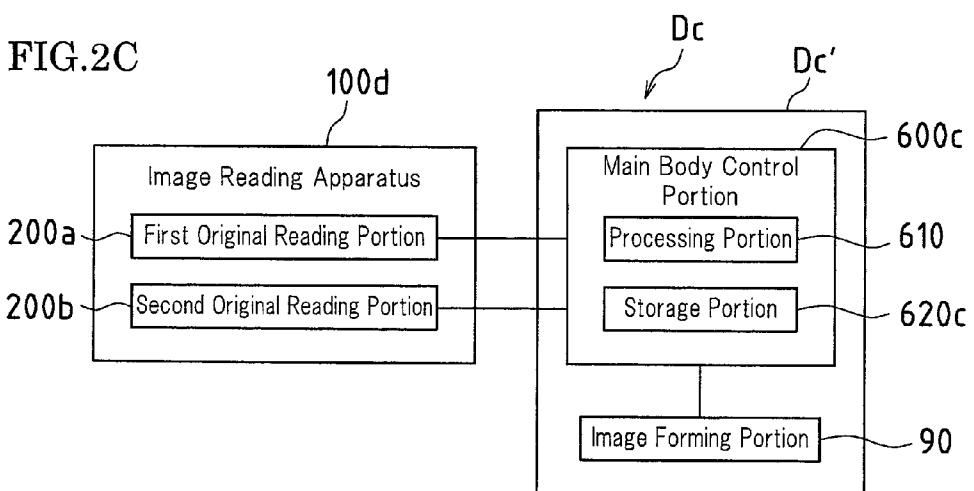 FIG.2C
Dc
Dc'
100d
600c
Image Reading Apparatus
Main Body Control
Portion
200a
First Original Reading Portion
Processing Portion
610
200b
Second Original Reading Portion
Storage Portion
620c
Image Forming Portion
90